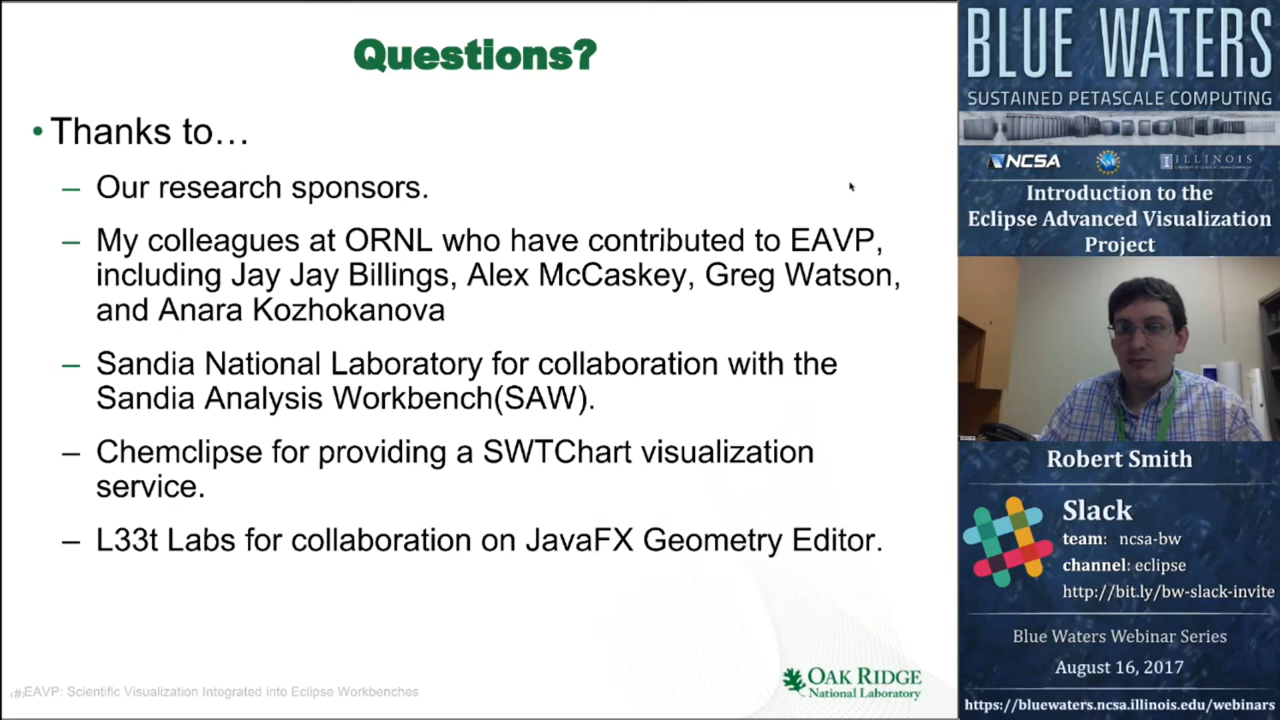 Questions?
• Thanks to…
– Our research sponsors.
– My colleagues at ORNL who have contributed to EAVP,
including Jay Jay Billings, Alex McCaskey, Greg Watson,
and Anara Kozhokanova
– Sandia National Laboratory for collaboration with the
Sandia Analysis Workbench(SAW).
– Chemclipse for providing a SWTChart visualization
service.
– L33t Labs for collaboration on JavaFX Geometry Editor.
‹#›EAVP: Scientific Visualization Integrated into Eclipse Workbenches
OAK RIDGE
National Laboratory
BLUE WATERS
SUSTAINED PETASCALE COMPUTING
NCSA
ILLINOIS
Introduction to the
Eclipse Advanced Visualization
Project
Robert Smith
Slack
team: ncsa-bw
channel: eclipse
http://bit.ly/bw-slack-invite
Blue Waters Webinar Series
August 16, 2017
https://bluewaters.ncsa.illinois.edu/webinars